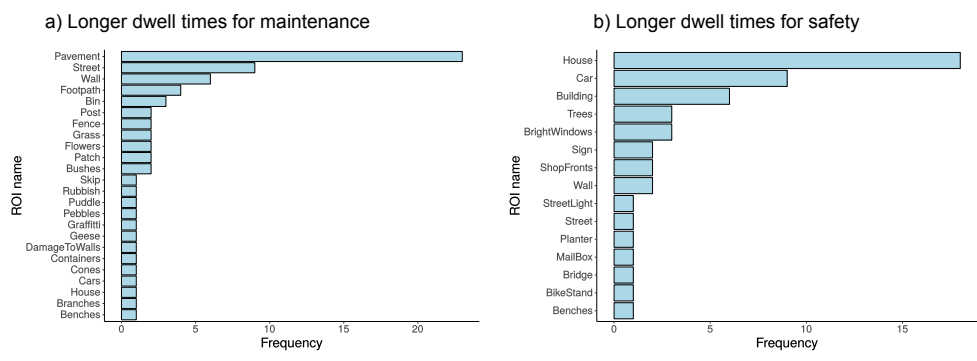 a) Longer dwell times for maintenance
Pavement
Street
Wall
Footpath
Bin
Post
Fence
Grass
Flowers
Patch
Bushes
Skip
Rubbish
Puddle
Pebbles
Graffitti
Geese
DamageToWalls
Containers
Cones
Cars
House
Branches
Benches
ROI name
0 5 10 15 20
Frequency
b) Longer dwell times for safety
House
Car
Building
Trees
BrightWindows
Sign
ShopFronts
Wall
StreetLight
Street
Planter
MailBox
Bridge
BikeStand
Benches
ROI name
0 5 10 15
Frequency